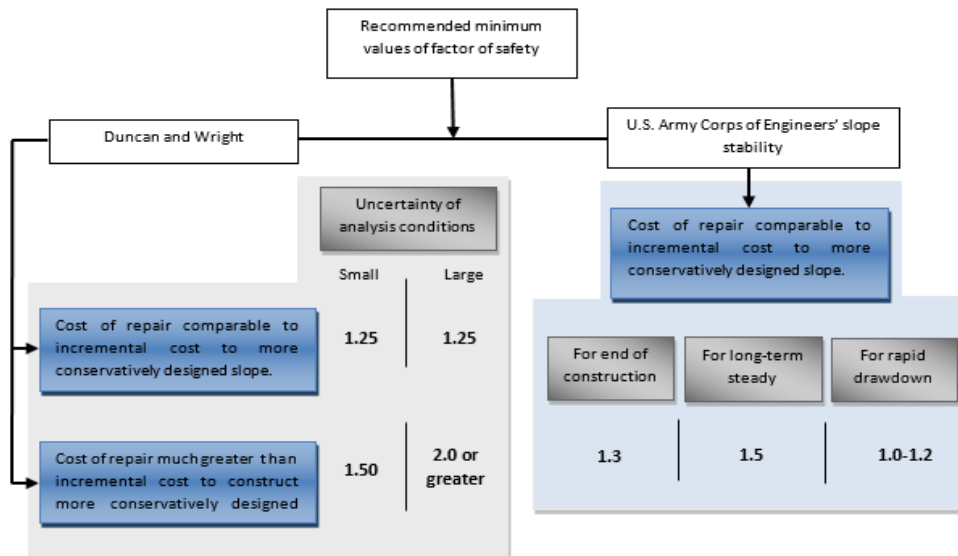 Recommended minimum
values of factor of safety
Duncan and Wright
U.S. Army Corps of Engineers' slope
stability
Uncertainty of
analysis conditions
Small Large
Cost of repair comparable to
incremental cost to more
conservatively designed slope.
1.25 1.25
Cost of repair much greater than
incremental cost to construct
more conservatively designed
1.50 2.0 or
greater
Cost of repair comparable to
incremental cost to more
conservatively designed slope.
For end of
construction
For long-term
steady
For rapid
drawdown
1.3 1.5 1.0-1.2